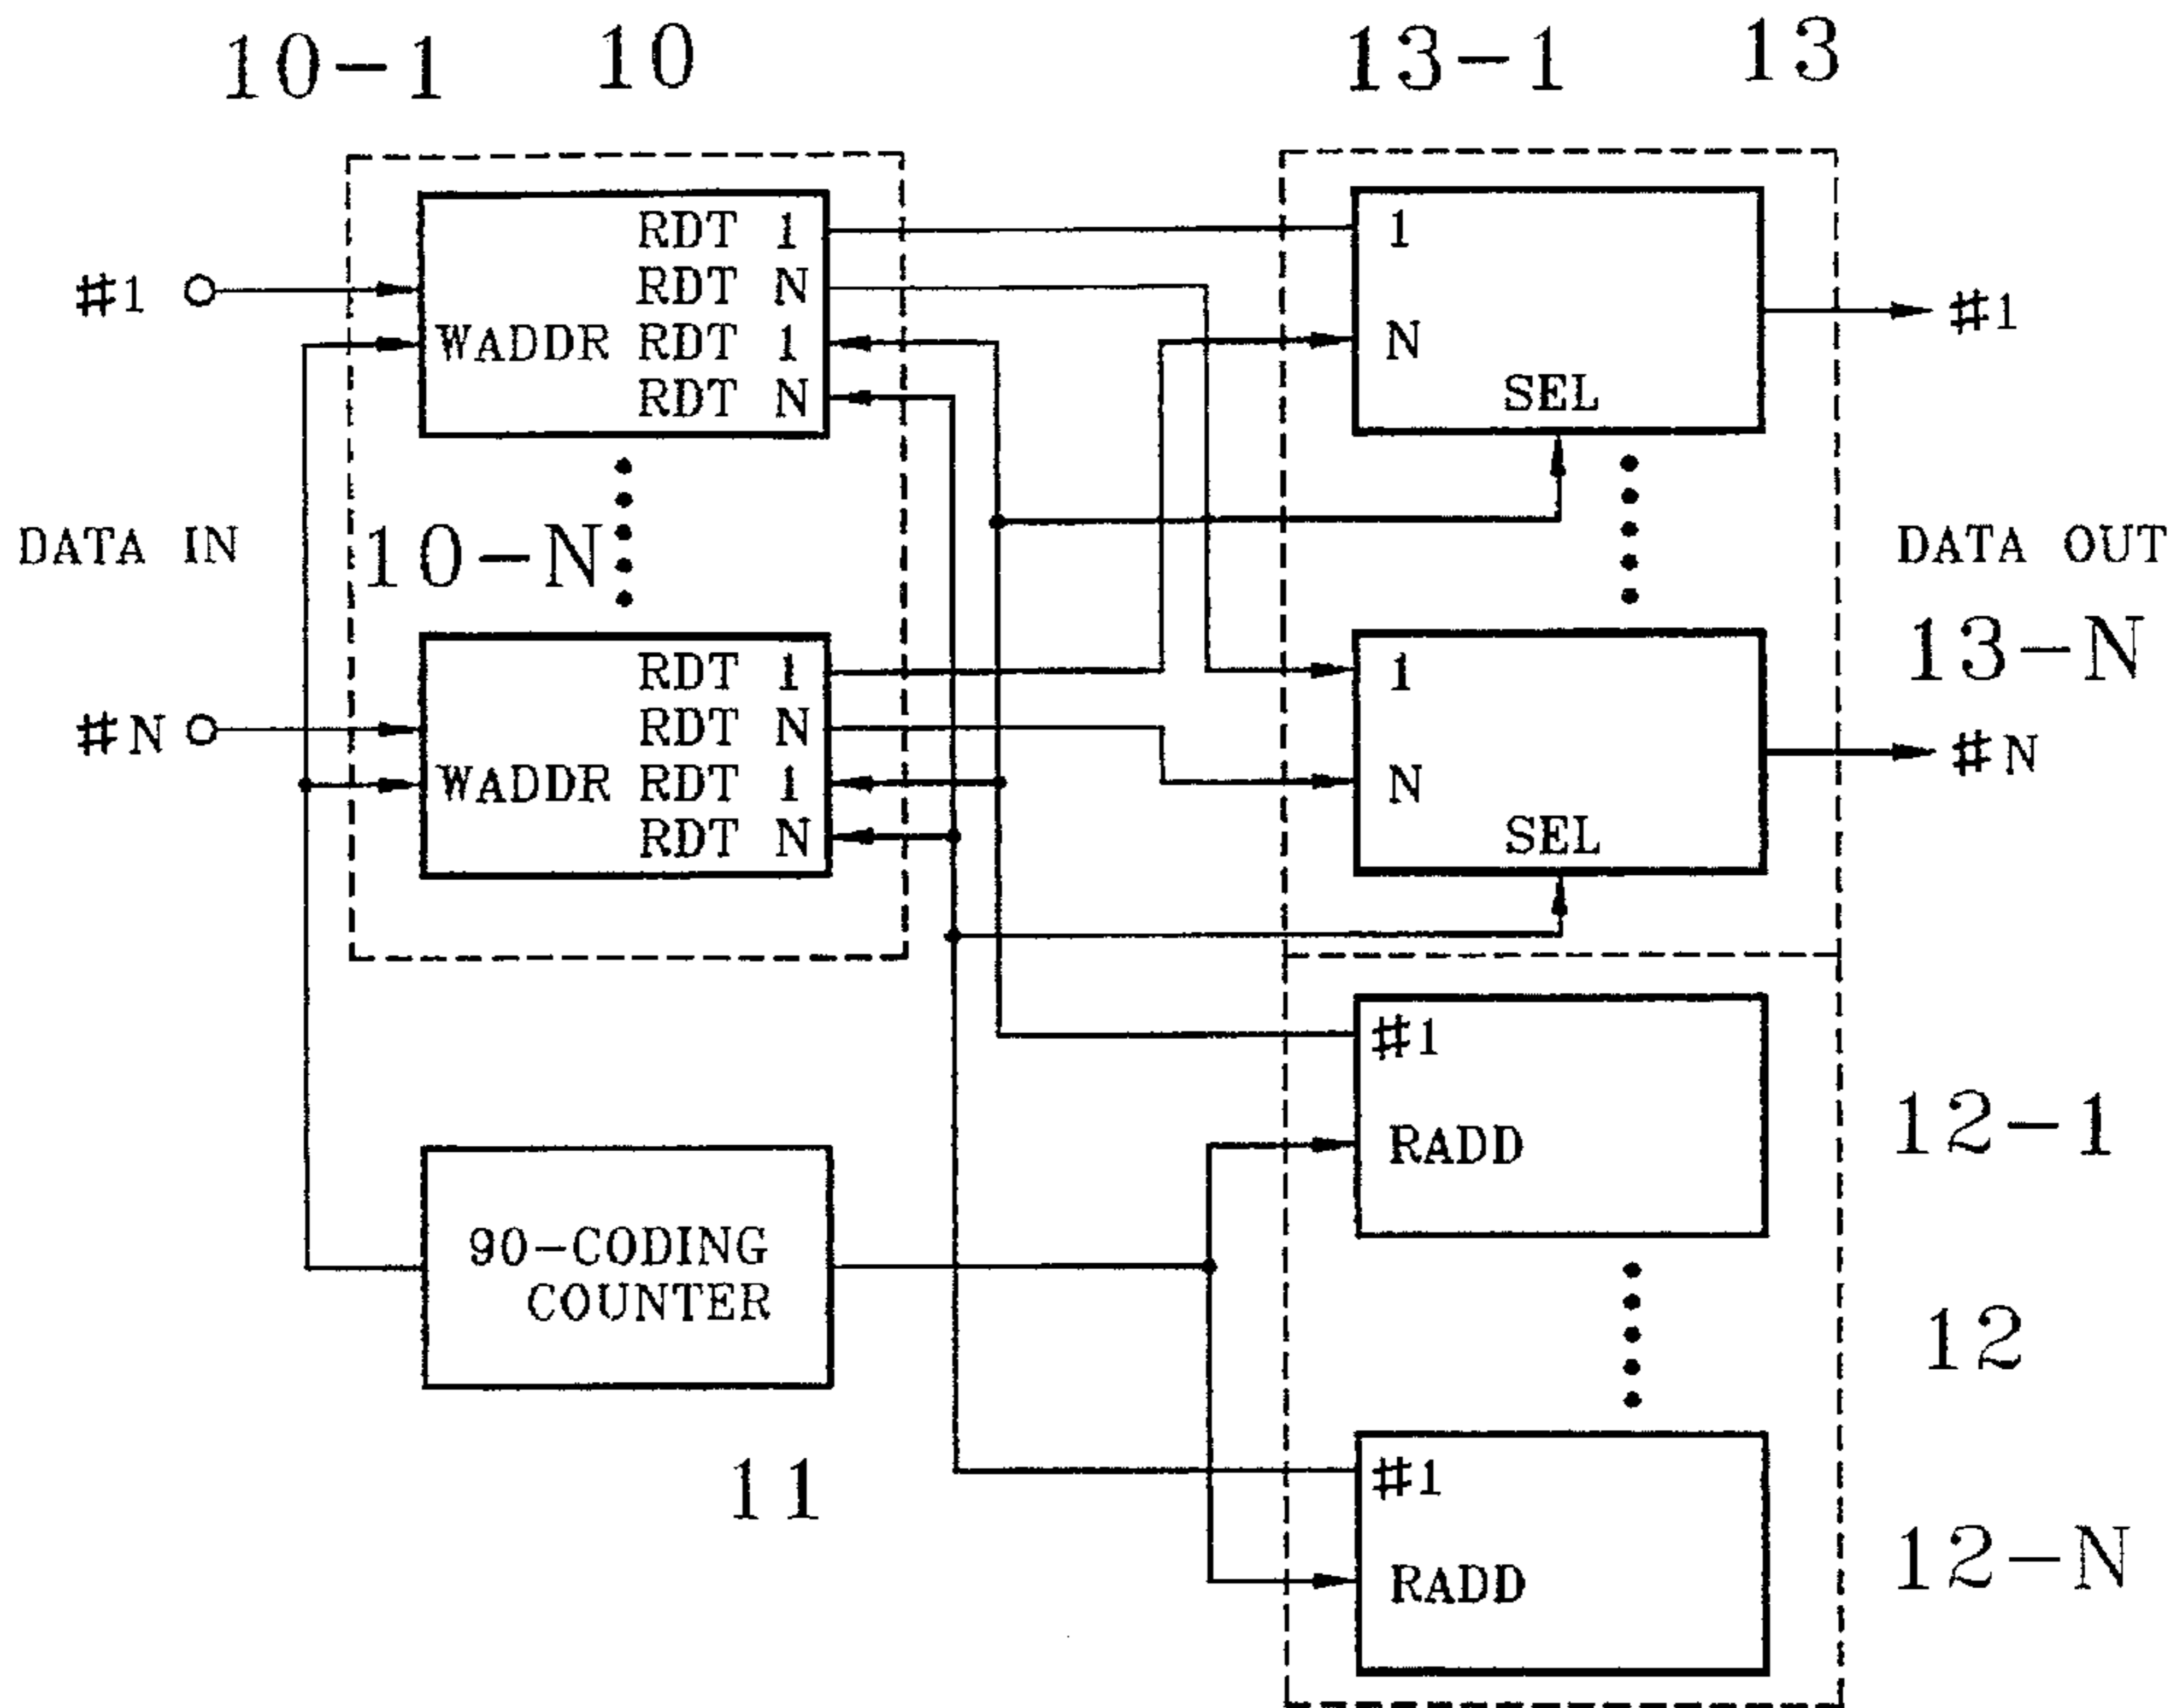 10-1 10 13-1 13
RDT 1
RDT N
WADDR RDT 1
RDT N
#1
1
N
SEL
#1
DATA IN
10-N
DATA OUT
13-N
RDT 1
RDT N
WADDR RDT 1
RDT N
#N
1
N
SEL
#N
#1
RADD
12-1
90-CODING
COUNTER
11
12
#1
RADD
12-N